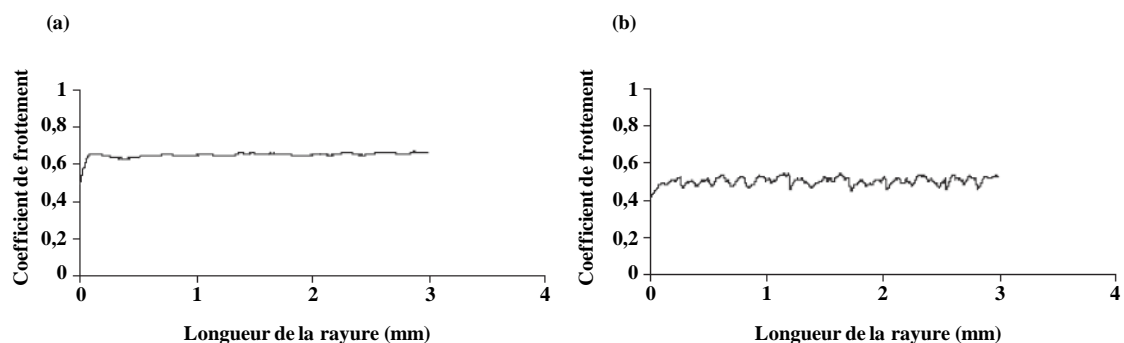 (a)
Coefficient de frottement
1
0,8
0,6
0,4
0,2
0
0 1 2 3 4
Longueur de la rayure (mm)
(b)
Coefficient de frottement
1
0,8
0,6
0,4
0,2
0
0 1 2 3 4
Longueur de la rayure (mm)